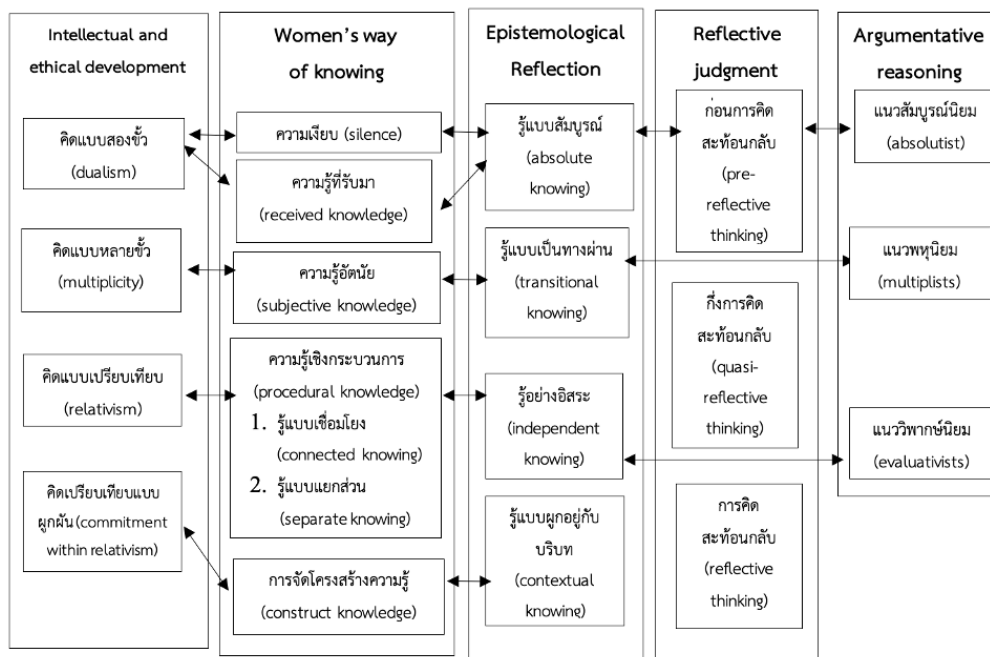 Intellectual and
ethical development
คิดแบบสองขั้ว
(dualism)
คิดแบบหลายขั้ว
(multiplicity)
คิดแบบเปรียบเทียบ
(relativism)
คิดเปรียบเทียบแบบ
ผูกผัน(commitment
within relativism)
Women's way
of knowing
ความเงียบ (silence)
ความรู้ที่รับมา
(received knowledge)
ความรู้อัตนัย
(subjective knowledge)
ความรู้เชิงกระบวนการ
(procedural knowledge)
1. รู้แบบเชื่อมโยง
(connected knowing)
2. รู้แบบแยกส่วน
(separate knowing)
การจัดโครงสร้างความรู้
(construct knowledge)
Epistemological
Reflection
รู้แบบสัมบูรณ์
(absolute
knowing)
รู้แบบเป็นทางผ่าน
(transitional
knowing)
รู้อย่างอิสระ
(independent
knowing)
รู้แบบผูกอยู่กับ
บริบท
(contextual
knowing)
Reflective
judgment
ก่อนการคิด
สะท้อนกลับ
(pre-
reflective
thinking)
กึ่งการคิด
สะท้อนกลับ
(quasi-
reflective
thinking)
การคิด
สะท้อนกลับ
(reflective
thinking)
Argumentative
reasoning
แนวสัมบูรณ์นิยม
(absolutist)
แนวพหุนิยม
(multiplists)
แนววิพากษ์นิยม
(evaluativists)